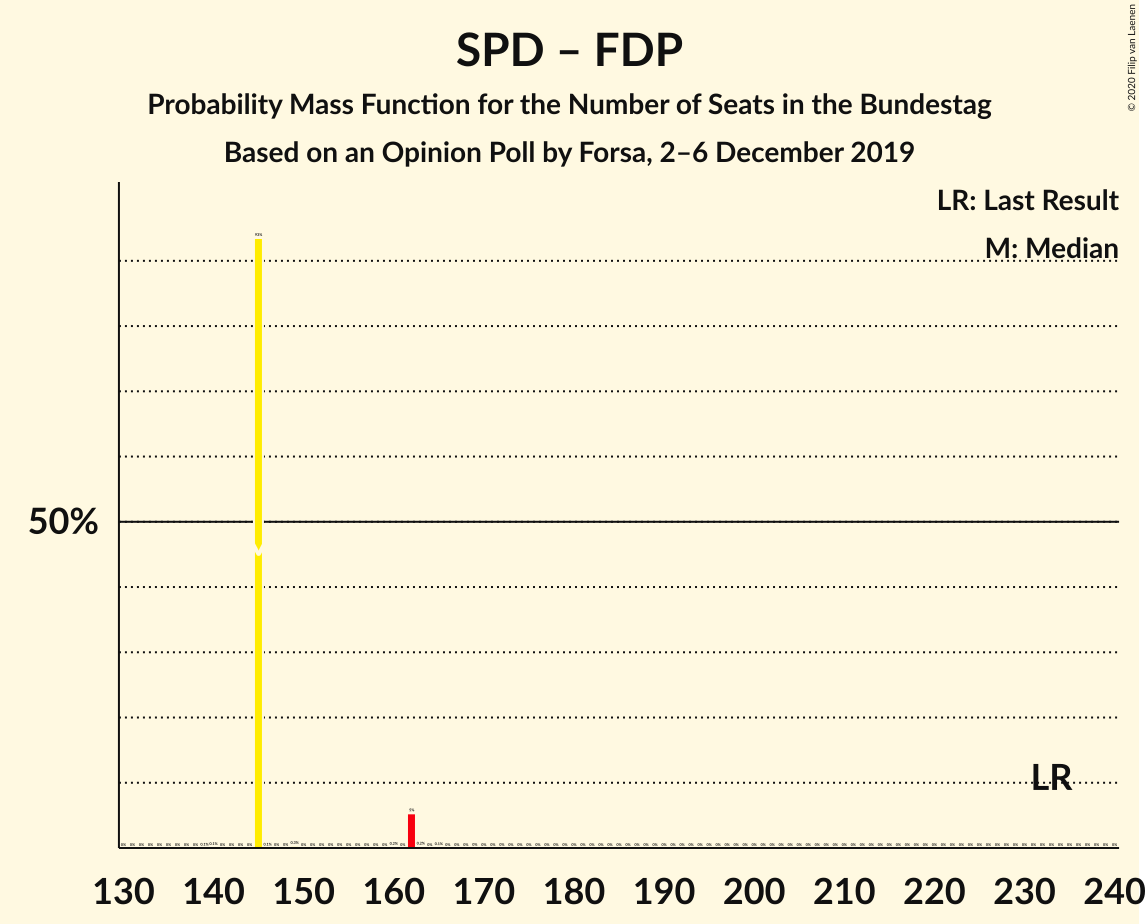 © 2020 Filip van Laenen
SPD – FDP
Probability Mass Function for the Number of Seats in the Bundestag
Based on an Opinion Poll by Forsa, 2–6 December 2019
LR: Last Result
M: Median
93%
50%
M
LR
5%
130 140 150 160 170 180 190 200 210 220 230 240